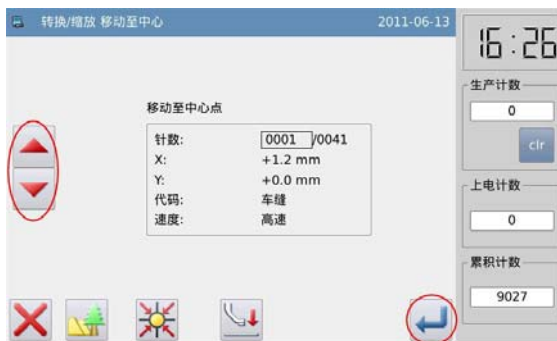 转换/缩放 移动至中心 2011-06-13
16:26
移动至中心点
针数: 0001 /0041
X: +1.2 mm
Y: +0.0 mm
代码: 车缝
速度: 高速
生产计数
0
clr
上电计数
0
累积计数
9027